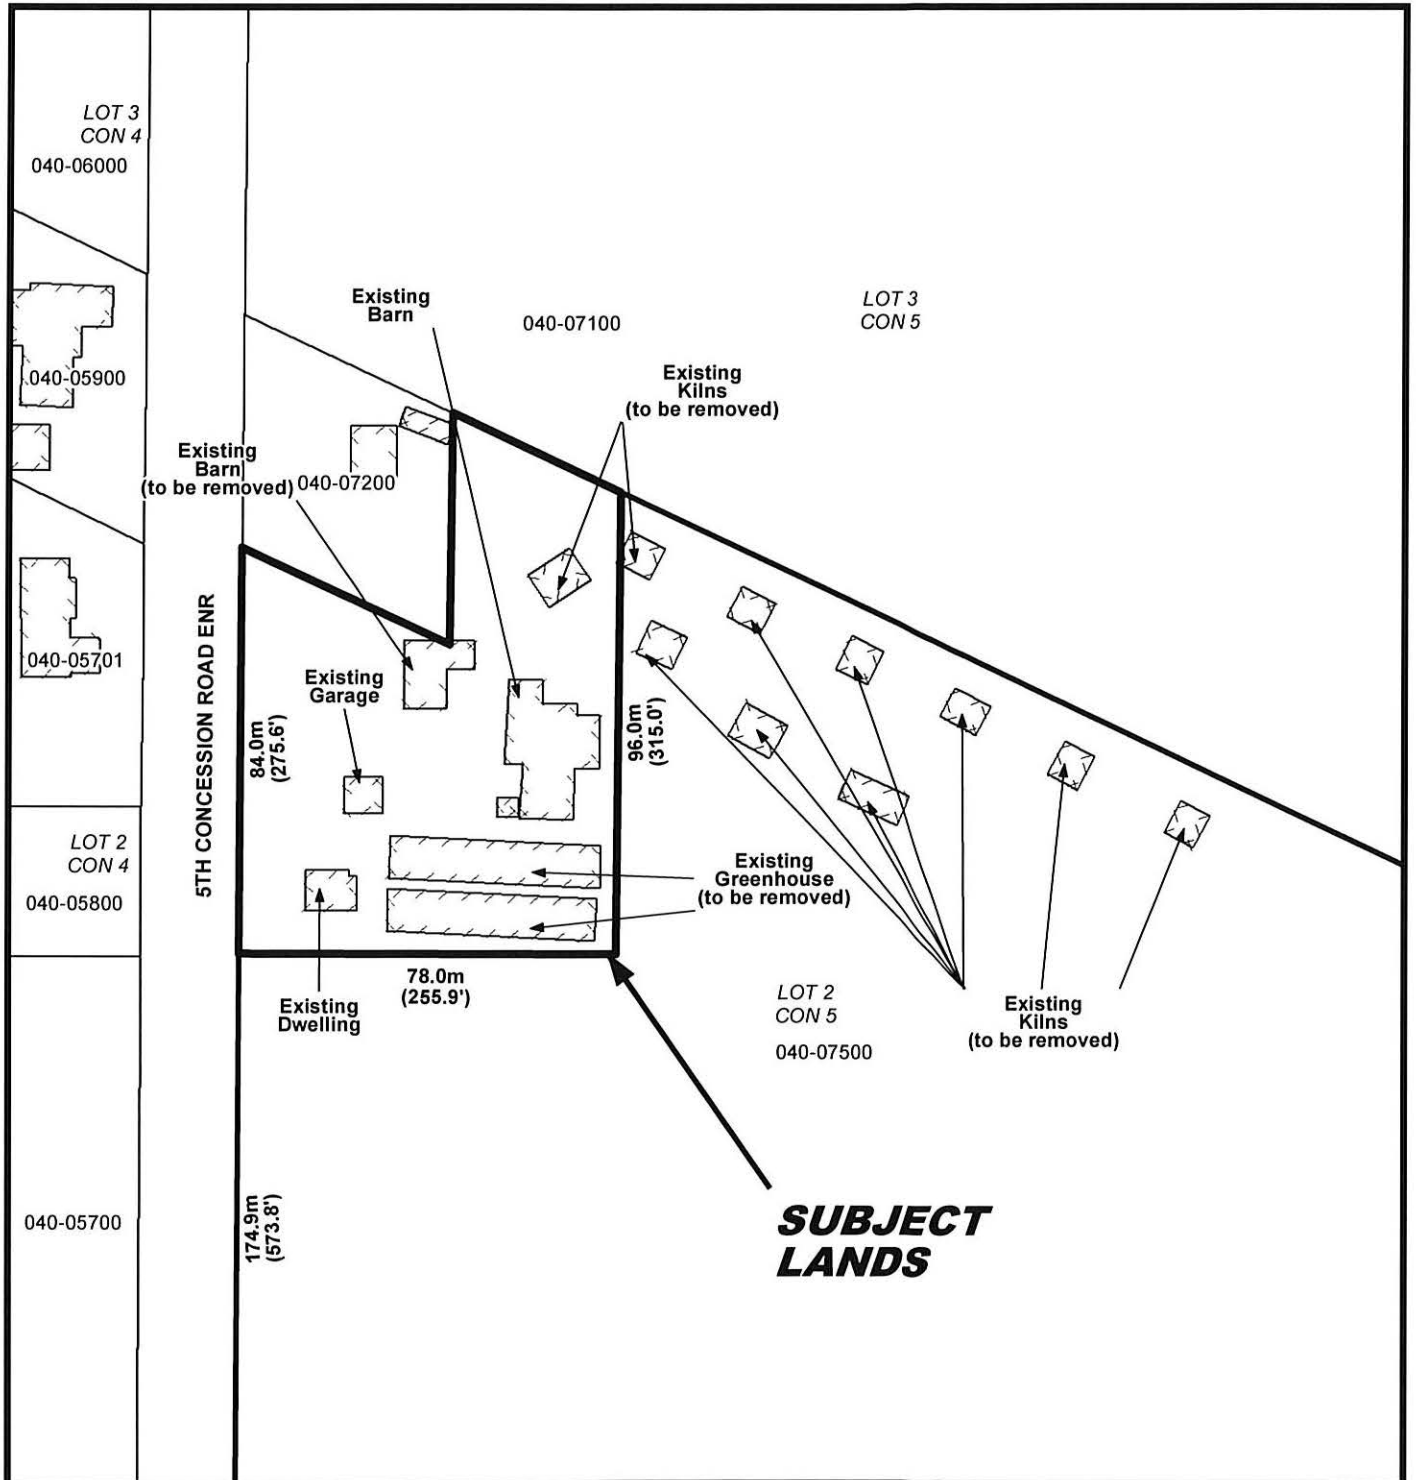 LOT 3
CON 4
040-06000
Existing
Barn
040-07100
LOT 3
CON 5
040-05900
Existing
Kilns
(to be removed)
Existing
Barn
(to be removed)
040-07200
5TH CONCESSION ROAD ENR
040-05701
Existing
Garage
84.0m
(275.6')
96.0m
(315.0')
LOT 2
CON 4
040-05800
Existing
Greenhouse
(to be removed)
78.0m
(255.9')
Existing
Dwelling
LOT 2
CON 5
040-07500
Existing
Kilns
(to be removed)
040-05700
174.9m
(573.8')
SUBJECT
LANDS